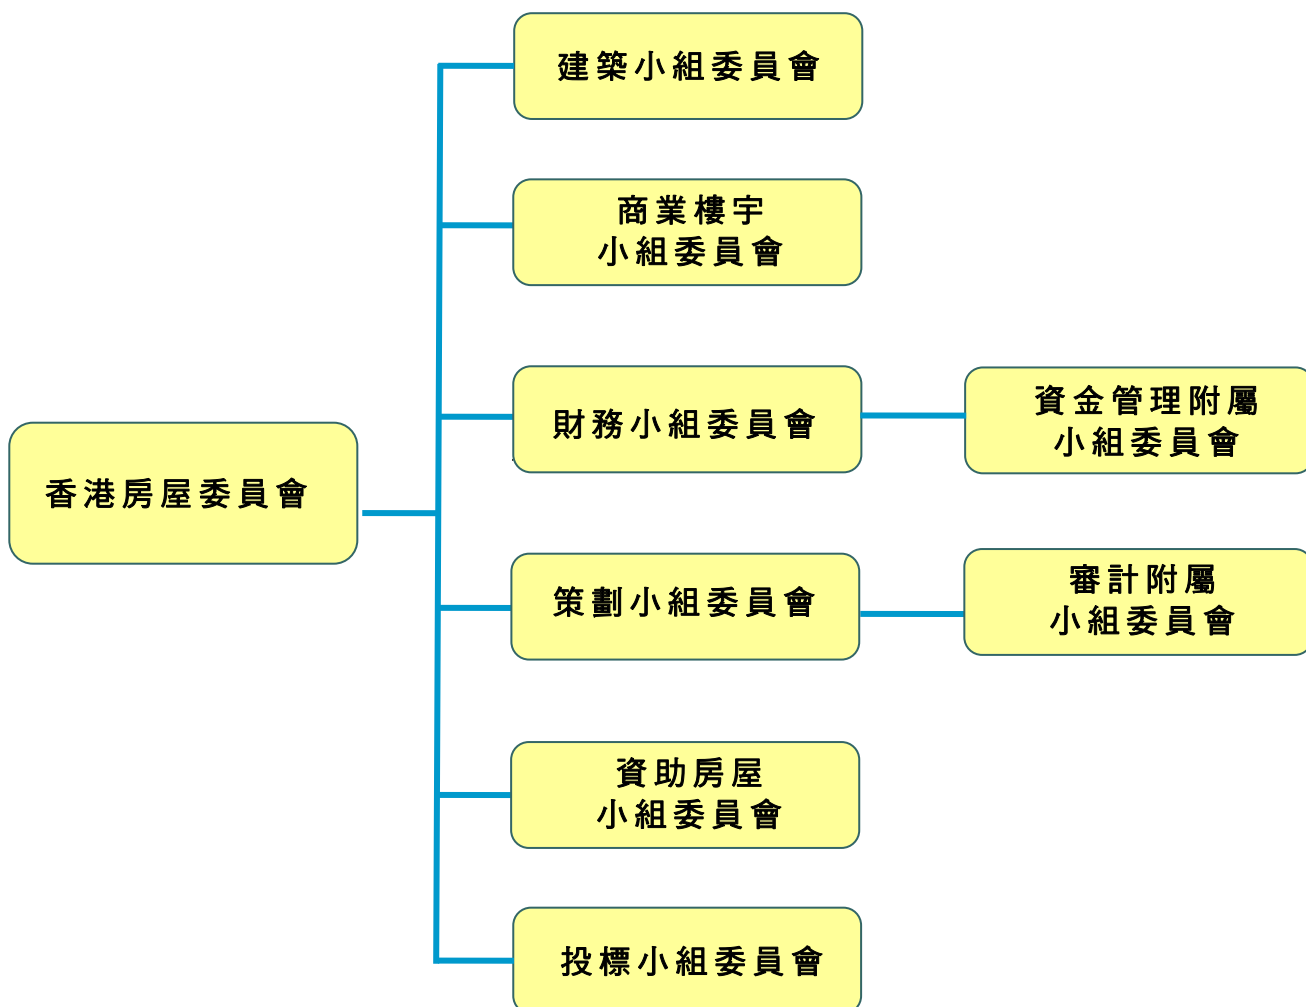 建築小組委員會
商業樓宇
小組委員會
財務小組委員會
資金管理附屬
小組委員會
香港房屋委員會
策劃小組委員會
審計附屬
小組委員會
資助房屋
小組委員會
投標小組委員會